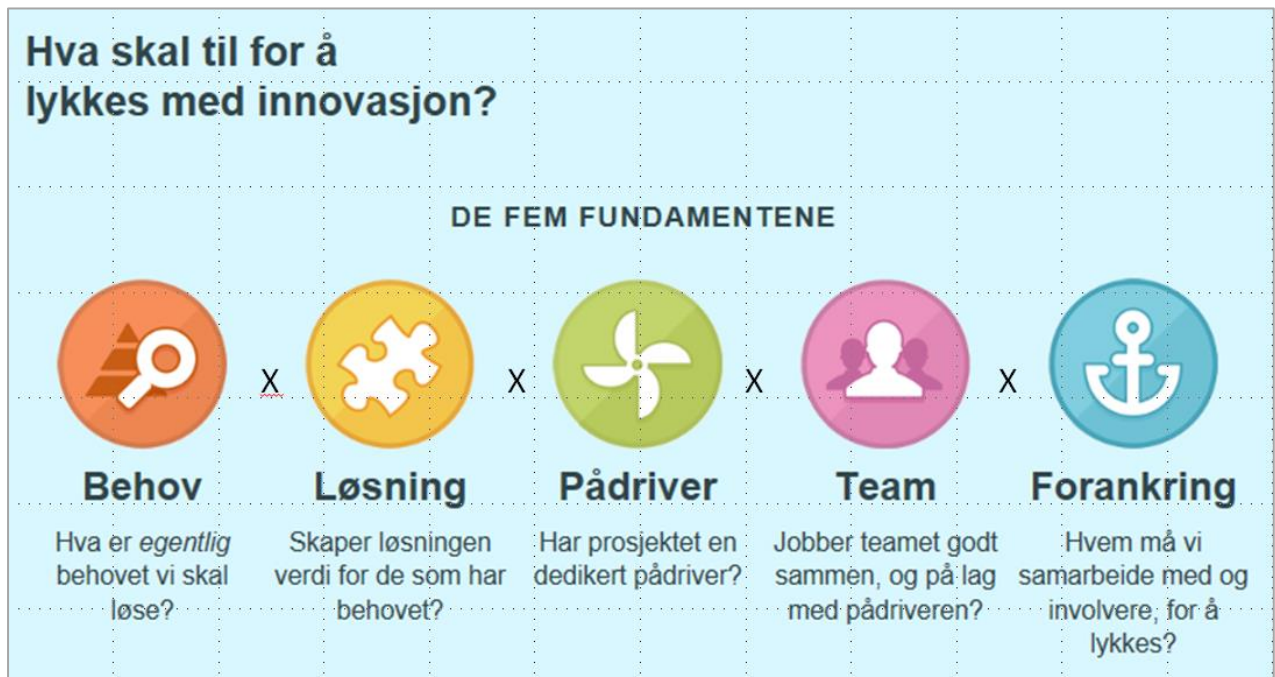 Hva skal til for å
lykkes med innovasjon?
DE FEM FUNDAMENTENE
X X X X
Behov
Hva er egentlig
behovet vi skal
løse?
Løsning
Skaper løsningen
verdi for de som har
behovet?
Pådriver
Har prosjektet en
dedikert pådriver?
Team
Jobber teamet godt
sammen, og på lag
med pådriveren?
Forankring
Hvem må vi
samarbeide med og
involvere, for å
lykkes?